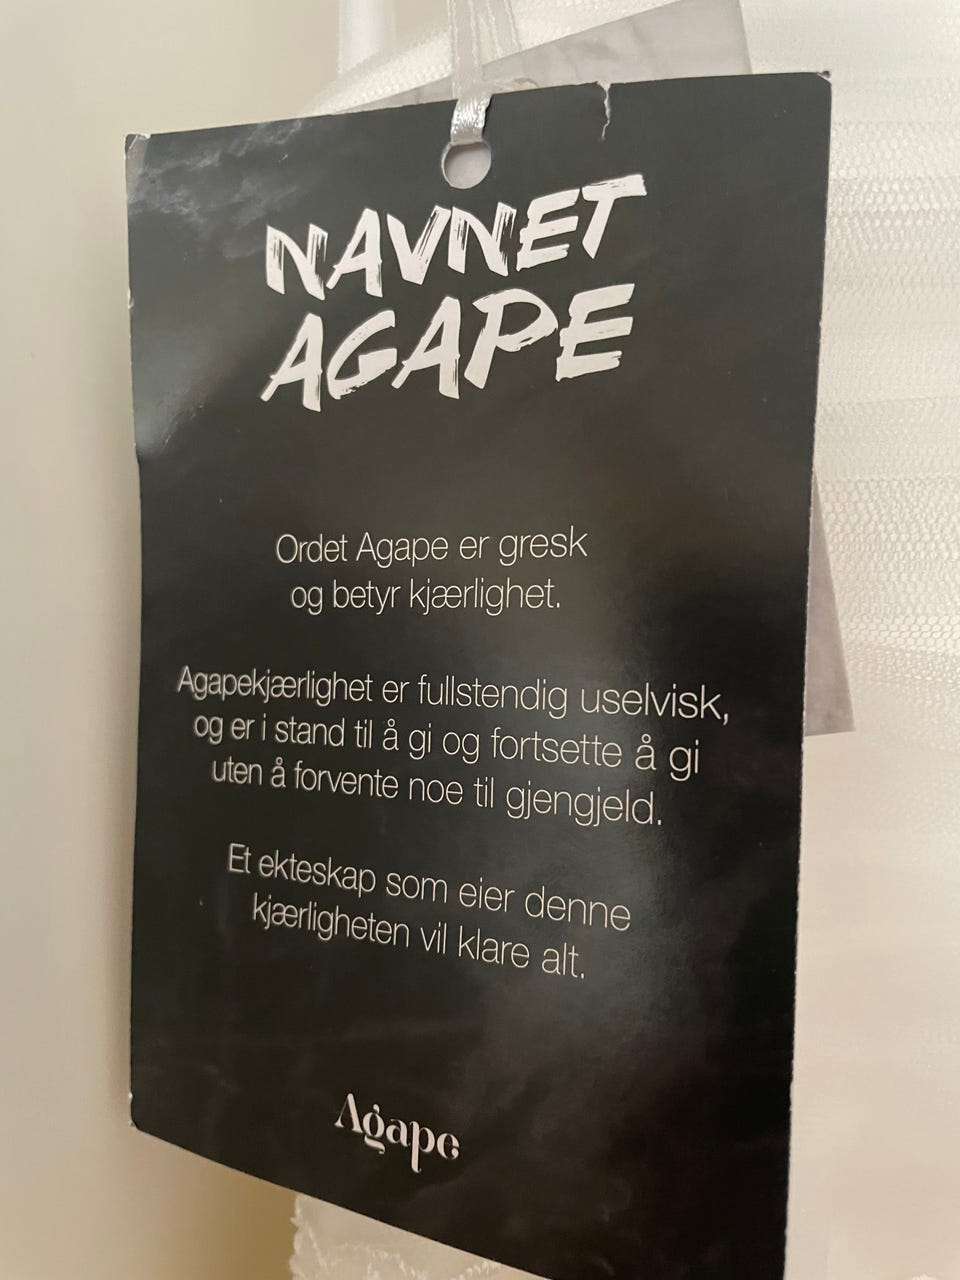 NAVNET
AGAPE
Ordet Agape er gresk
og betyr kjærlighet.
Agapekjærlighet er fullstendig uselvisk,
og er i stand til å gi og fortsette å gi
uten å forvente noe til gjengjeld.
Et ekteskap som eier denne
kjærligheten vil klare alt.
Agape